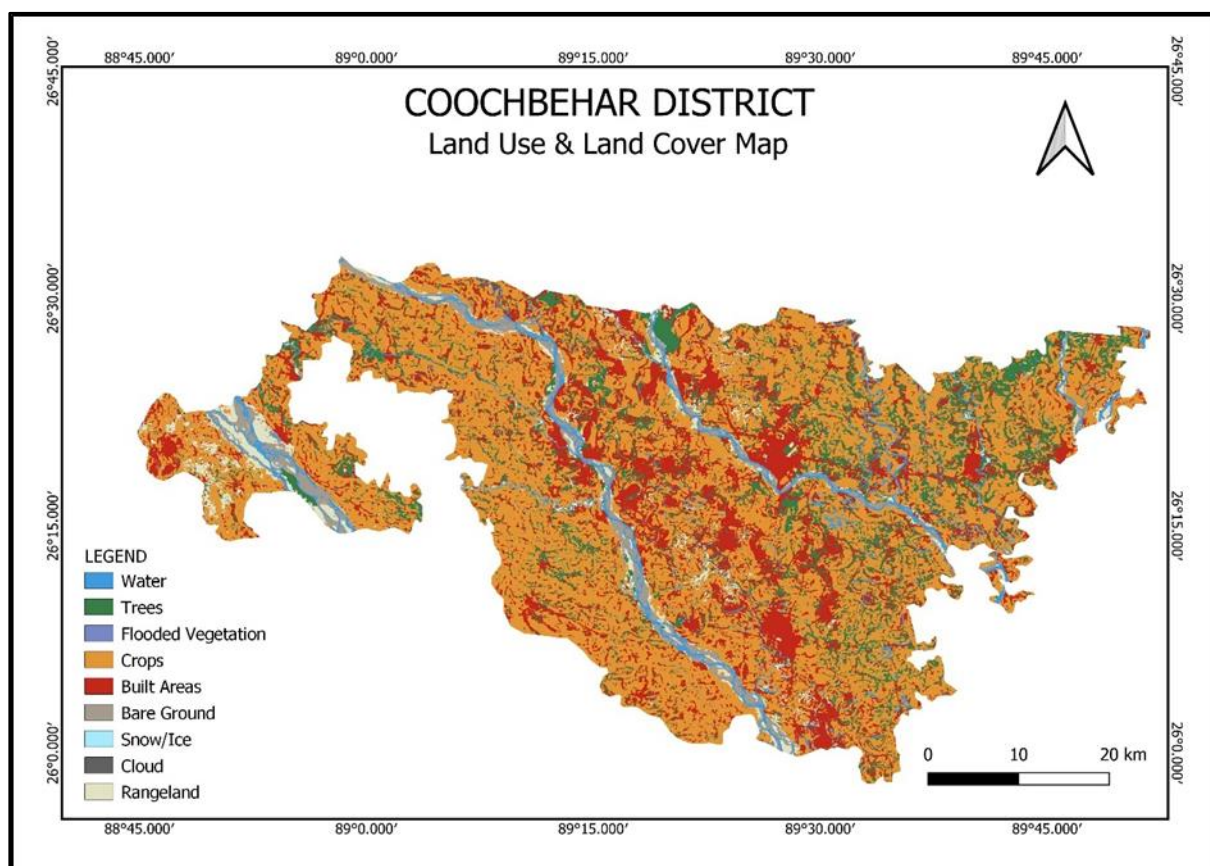 88°45.000′ 89°0.000′ 89°15.000′ 89°30.000′ 89°45.000′
26°45.000′
26°45.000′
COOCHBEHAR DISTRICT
Land Use & Land Cover Map
26°30.000′
26°30.000′
26°15.000′
26°15.000′
LEGEND
Water
Trees
Flooded Vegetation
Crops
Built Areas
Bare Ground
Snow/Ice
Cloud
Rangeland
26°0.000′
26°0.000′
0 10 20 km
88°45.000′ 89°0.000′ 89°15.000′ 89°30.000′ 89°45.000′